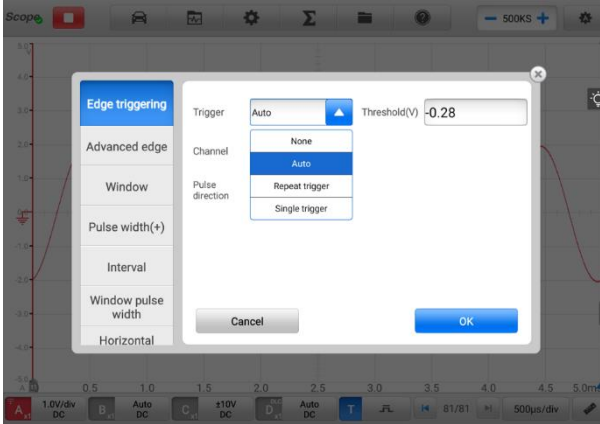 Scope
500KS
5.0
4.0
3.0
2.0
1.0
-1.0
-2.0
-3.0
-4.0
-5.0
Edge triggering
Advanced edge
Window
Pulse width(+)
Interval
Window pulse
width
Horizontal
Trigger
Auto
Threshold(V)
-0.28
Channel
Pulse
direction
None
Auto
Repeat trigger
Single trigger
Cancel
OK
0.5 1.0 1.5 2.0 2.5 3.0 3.5 4.0 4.5 5.0ms
A x1 1.0V/div DC
B x1 Auto DC
C x1 ±10V DC
D x1 Auto DC
T
81/81
500µs/div